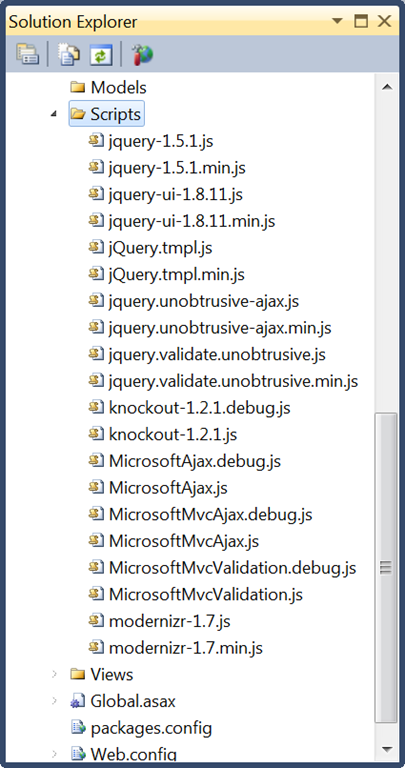 Solution Explorer
Models
Scripts
jquery-1.5.1.js
jquery-1.5.1.min.js
jquery-ui-1.8.11.js
jquery-ui-1.8.11.min.js
jQuery.tmpl.js
jQuery.tmpl.min.js
jquery.unobtrusive-ajax.js
jquery.unobtrusive-ajax.min.js
jquery.validate.unobtrusive.js
jquery.validate.unobtrusive.min.js
knockout-1.2.1.debug.js
knockout-1.2.1.js
MicrosoftAjax.debug.js
MicrosoftAjax.js
MicrosoftMvcAjax.debug.js
MicrosoftMvcAjax.js
MicrosoftMvcValidation.debug.js
MicrosoftMvcValidation.js
modernizr-1.7.js
modernizr-1.7.min.js
Views
Global.asax
packages.config
Web.config